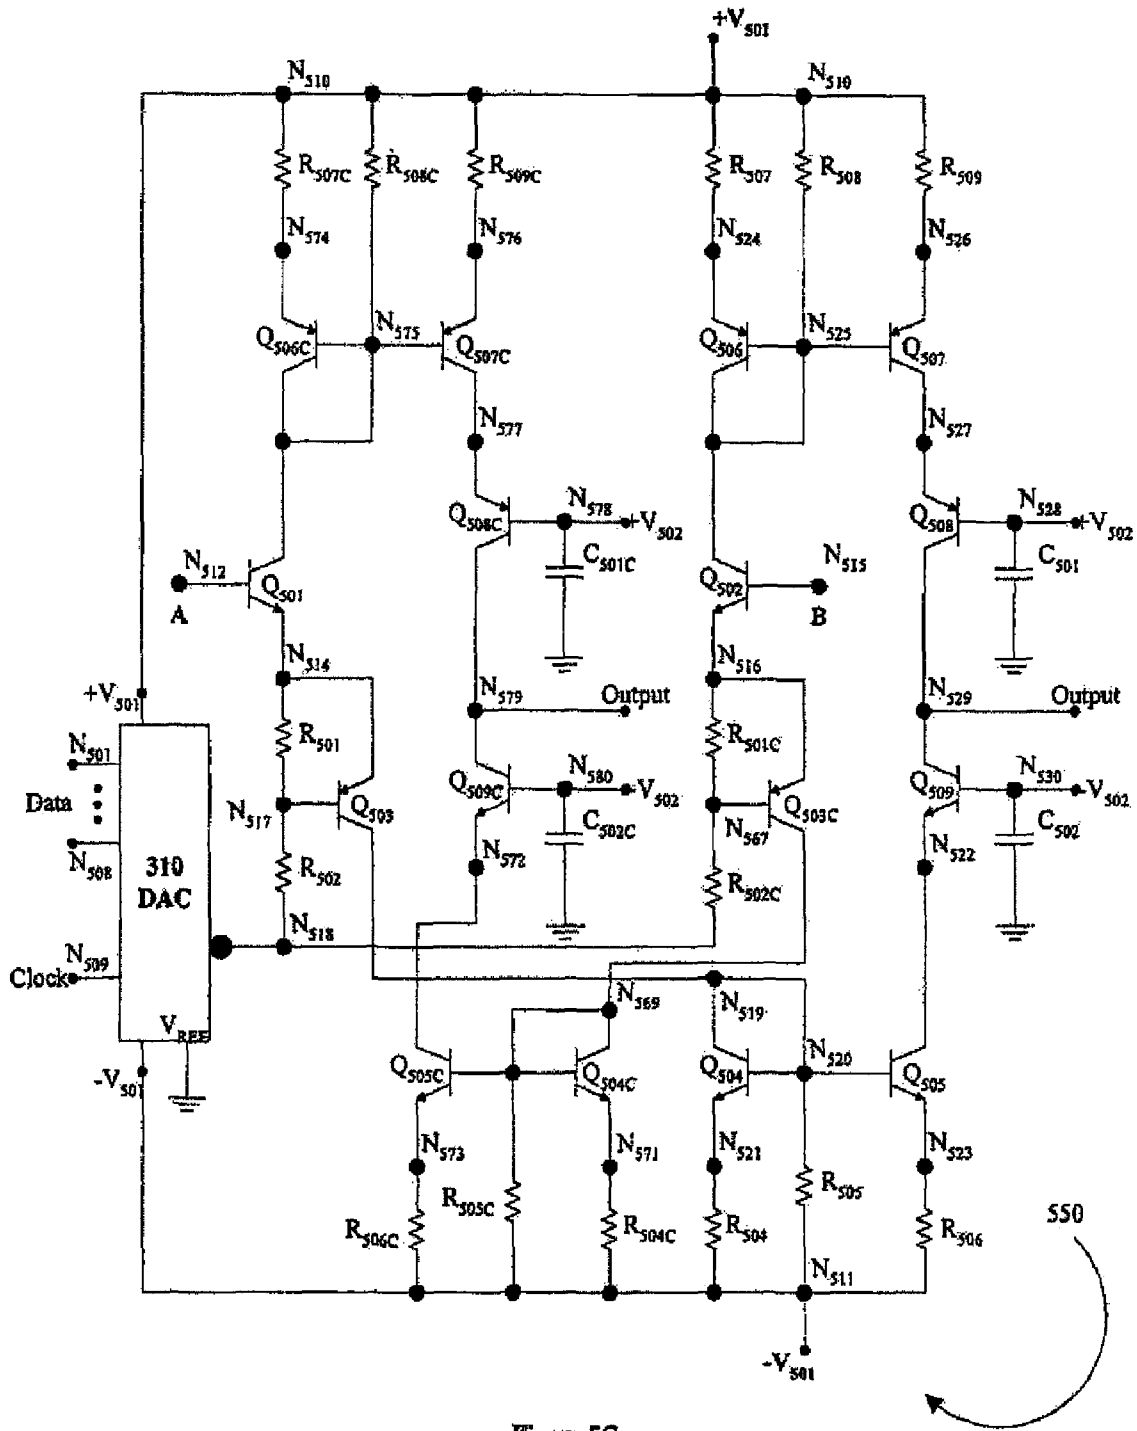 +V501
N510 N510
R507C R508C R509C R507 R508 R509
N574 N576 N524 N526
Q506C N575 Q507C Q506 N525 Q507
N577 N527
Q508C N578 +V502 Q508 N528 +V502
C501C C501
N512 Q501 Q502 N515
A B
N514 N516
+V501 N579 Output N529 Output
R501 R501C
N501 Q509C N580 -V502 Q509 N530 -V502
Data N517 Q503 N567 Q503C
C502C C502
N508 310 R502 N572 R502C N522
DAC
N518
N509
Clock N569 N519
VREF
-V501 Q505C Q504C Q504 N520 Q505
N573 N571 N521 N523
R506C R505C R504C R504 R505 R506
550
N511
-V501